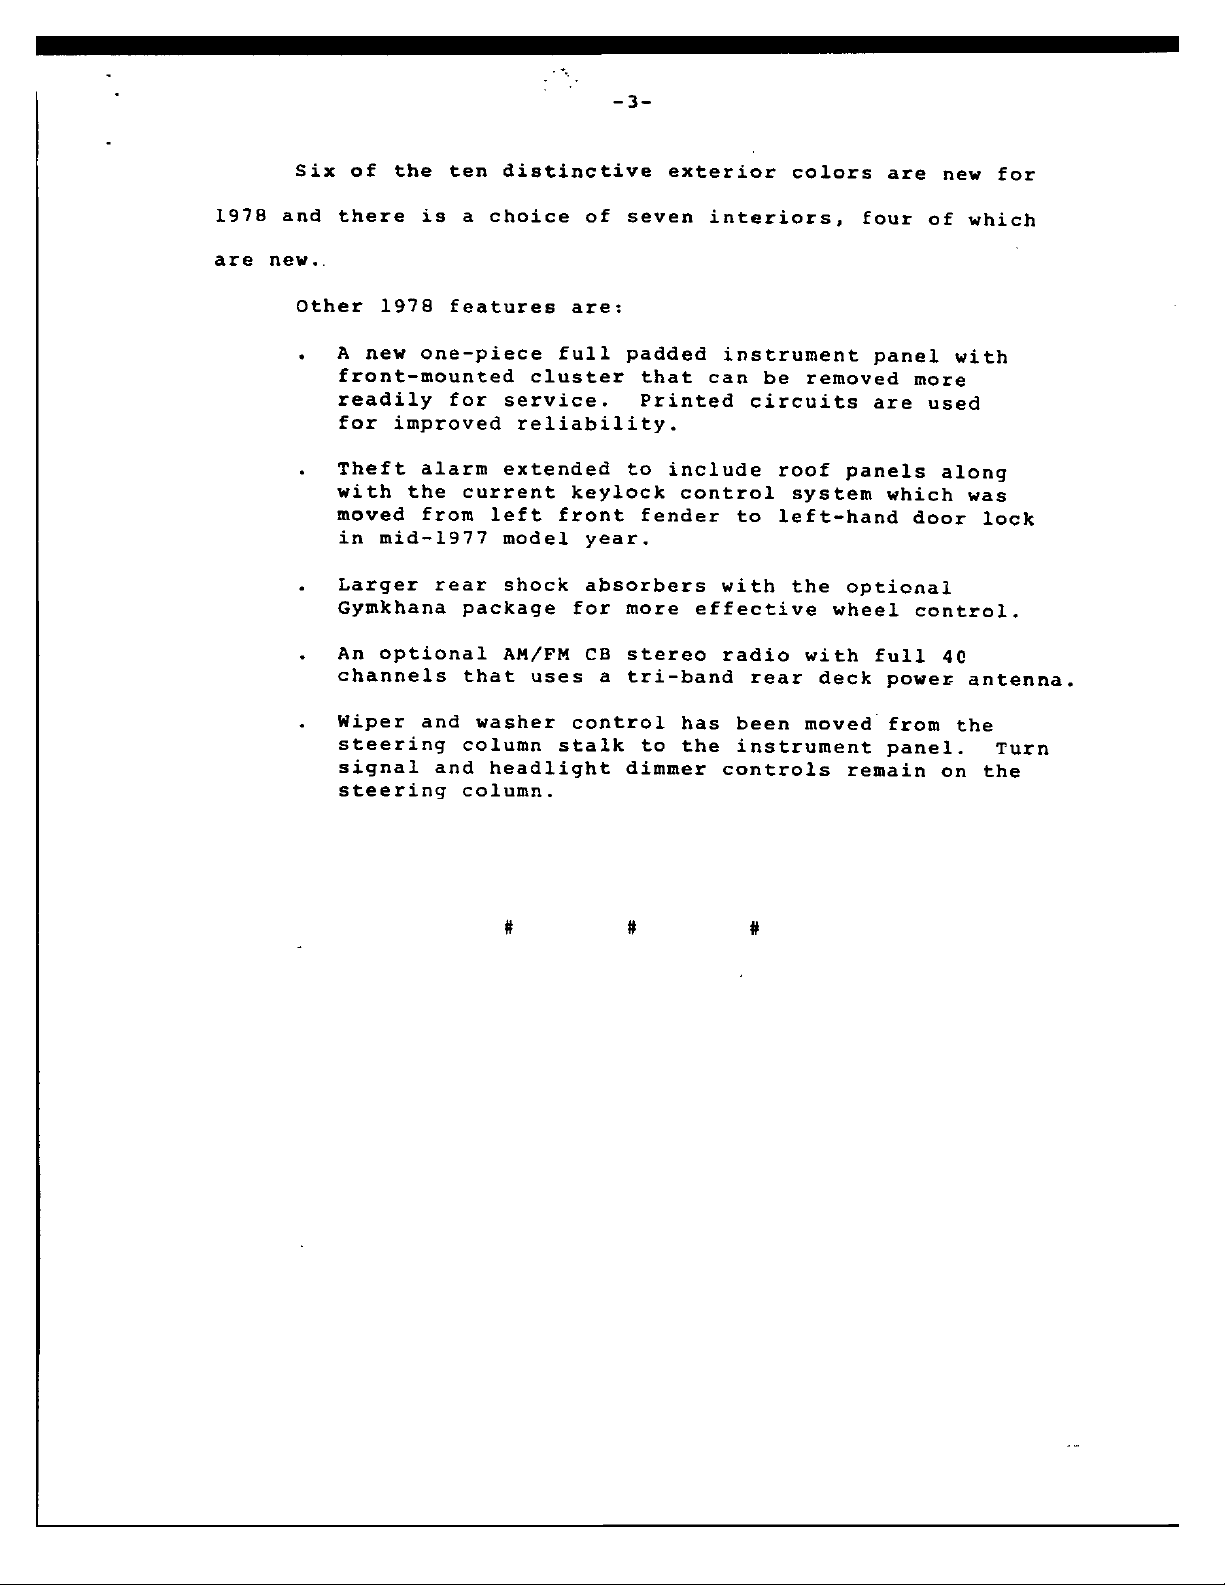 -3-
Six of the ten distinctive exterior colors are new for
1978 and there is a choice of seven interiors, four of which
are new.
Other 1978 features are:
. A new one-piece full padded instrument panel with
front-mounted cluster that can be removed more
readily for service. Printed circuits are used
for improved reliability.
. Theft alarm extended to include roof panels along
with the current keylock control system which was
moved from left front fender to left-hand door lock
in mid-1977 model year.
. Larger rear shock absorbers with the optional
Gymkhana package for more effective wheel control.
. An optional AM/FM CB stereo radio with full 40
channels that uses a tri-band rear deck power antenna.
. Wiper and washer control has been moved from the
steering column stalk to the instrument panel. Turn
signal and headlight dimmer controls remain on the
steering column.
# # #